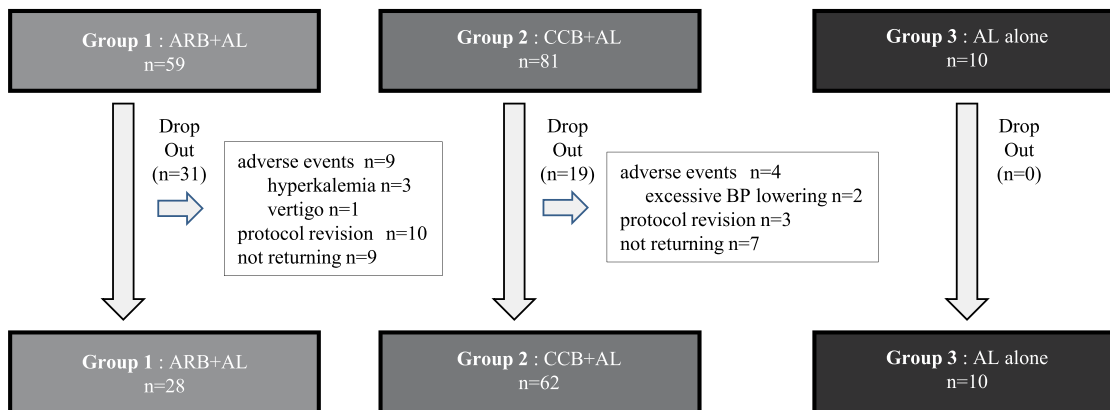 Group 1 : ARB+AL
n=59
Group 2 : CCB+AL
n=81
Group 3 : AL alone
n=10
Drop
Out
(n=31)
adverse events n=9
hyperkalemia n=3
vertigo n=1
protocol revision n=10
not returning n=9
Drop
Out
(n=19)
adverse events n=4
excessive BP lowering n=2
protocol revision n=3
not returning n=7
Drop
Out
(n=0)
Group 1 : ARB+AL
n=28
Group 2 : CCB+AL
n=62
Group 3 : AL alone
n=10